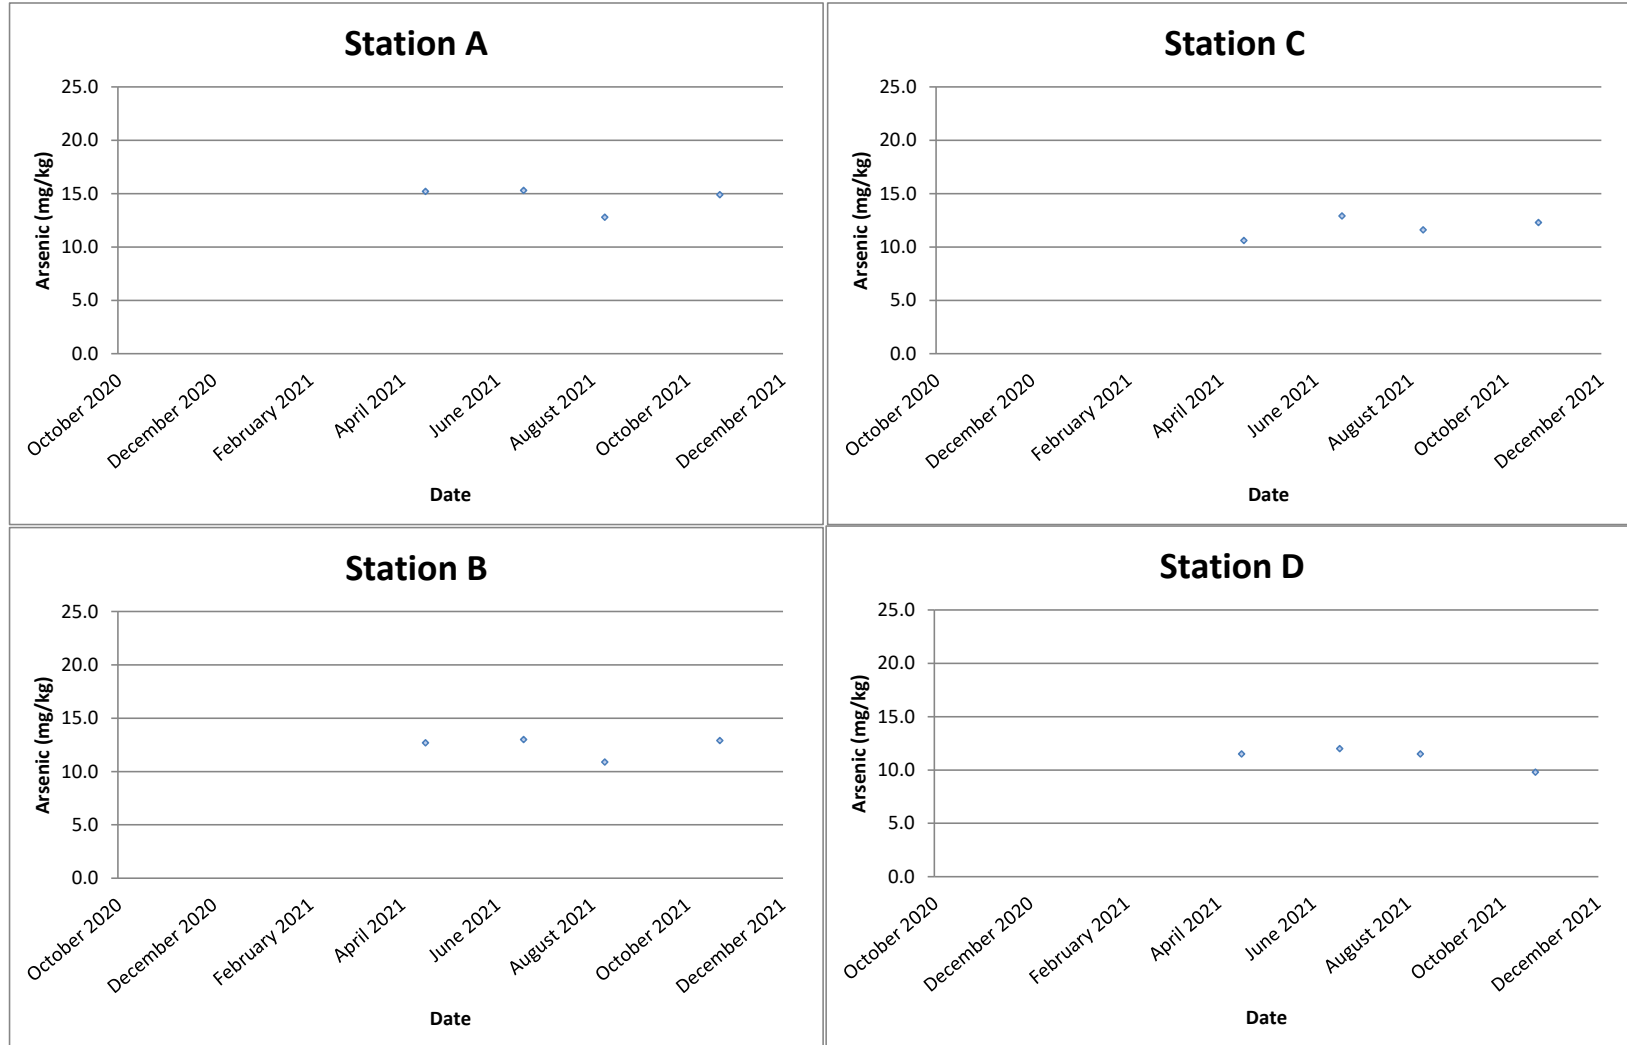 Station A
25.0
20.0
15.0
10.0
5.0
0.0
Arsenic (mg/kg)
October 2020
December 2020
February 2021
April 2021
June 2021
August 2021
October 2021
December 2021
Date
Station C
25.0
20.0
15.0
10.0
5.0
0.0
Arsenic (mg/kg)
October 2020
December 2020
February 2021
April 2021
June 2021
August 2021
October 2021
December 2021
Date
Station B
25.0
20.0
15.0
10.0
5.0
0.0
Arsenic (mg/kg)
October 2020
December 2020
February 2021
April 2021
June 2021
August 2021
October 2021
December 2021
Date
Station D
25.0
20.0
15.0
10.0
5.0
0.0
Arsenic (mg/kg)
October 2020
December 2020
February 2021
April 2021
June 2021
August 2021
October 2021
December 2021
Date